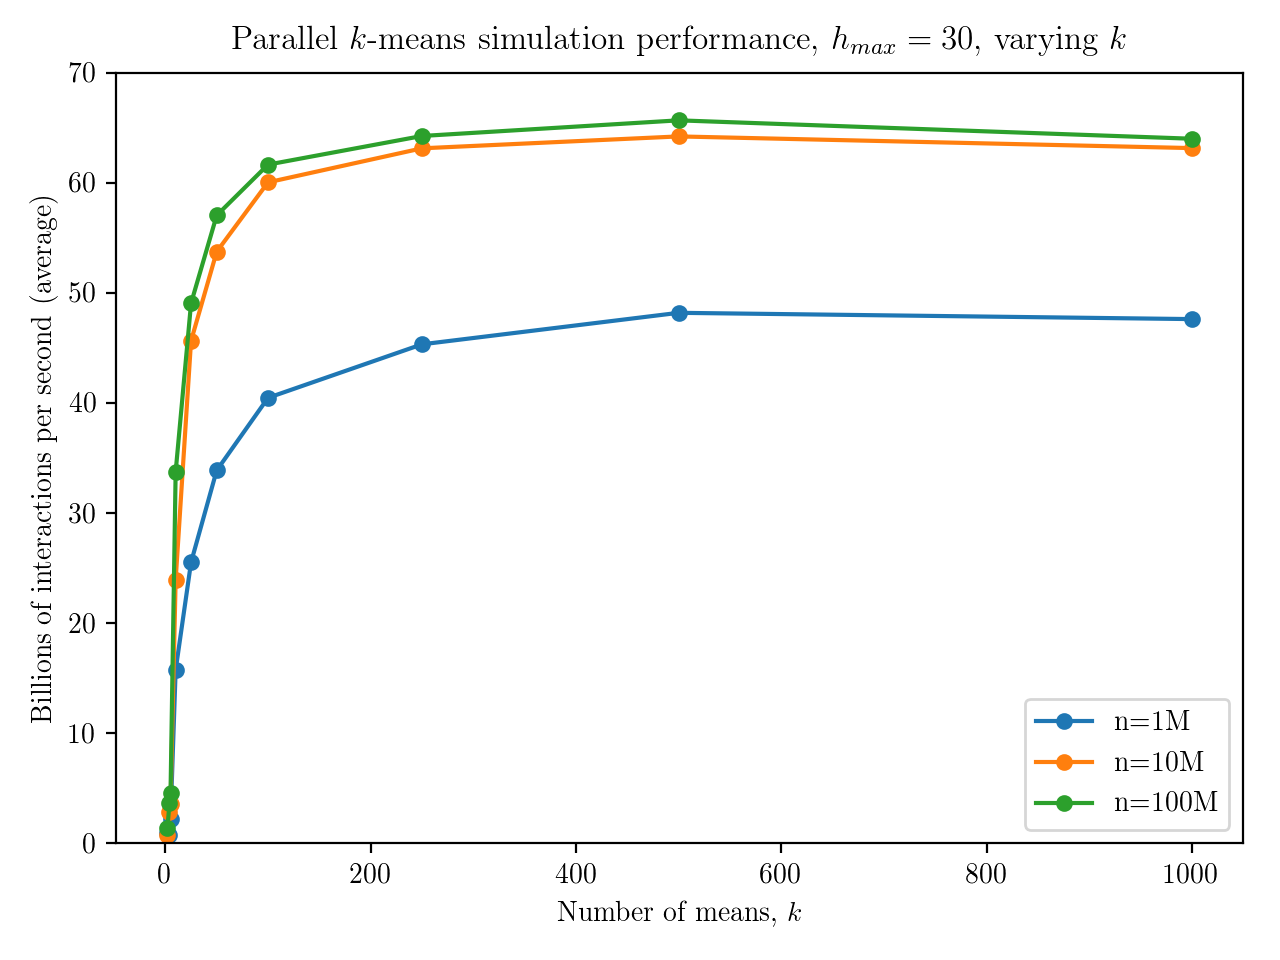 Parallel k-means simulation performance, h_max = 30, varying k
70
60
50
40
30
20
10
0
Billions of interactions per second (average)
n=1M
n=10M
n=100M
0 200 400 600 800 1000
Number of means, k